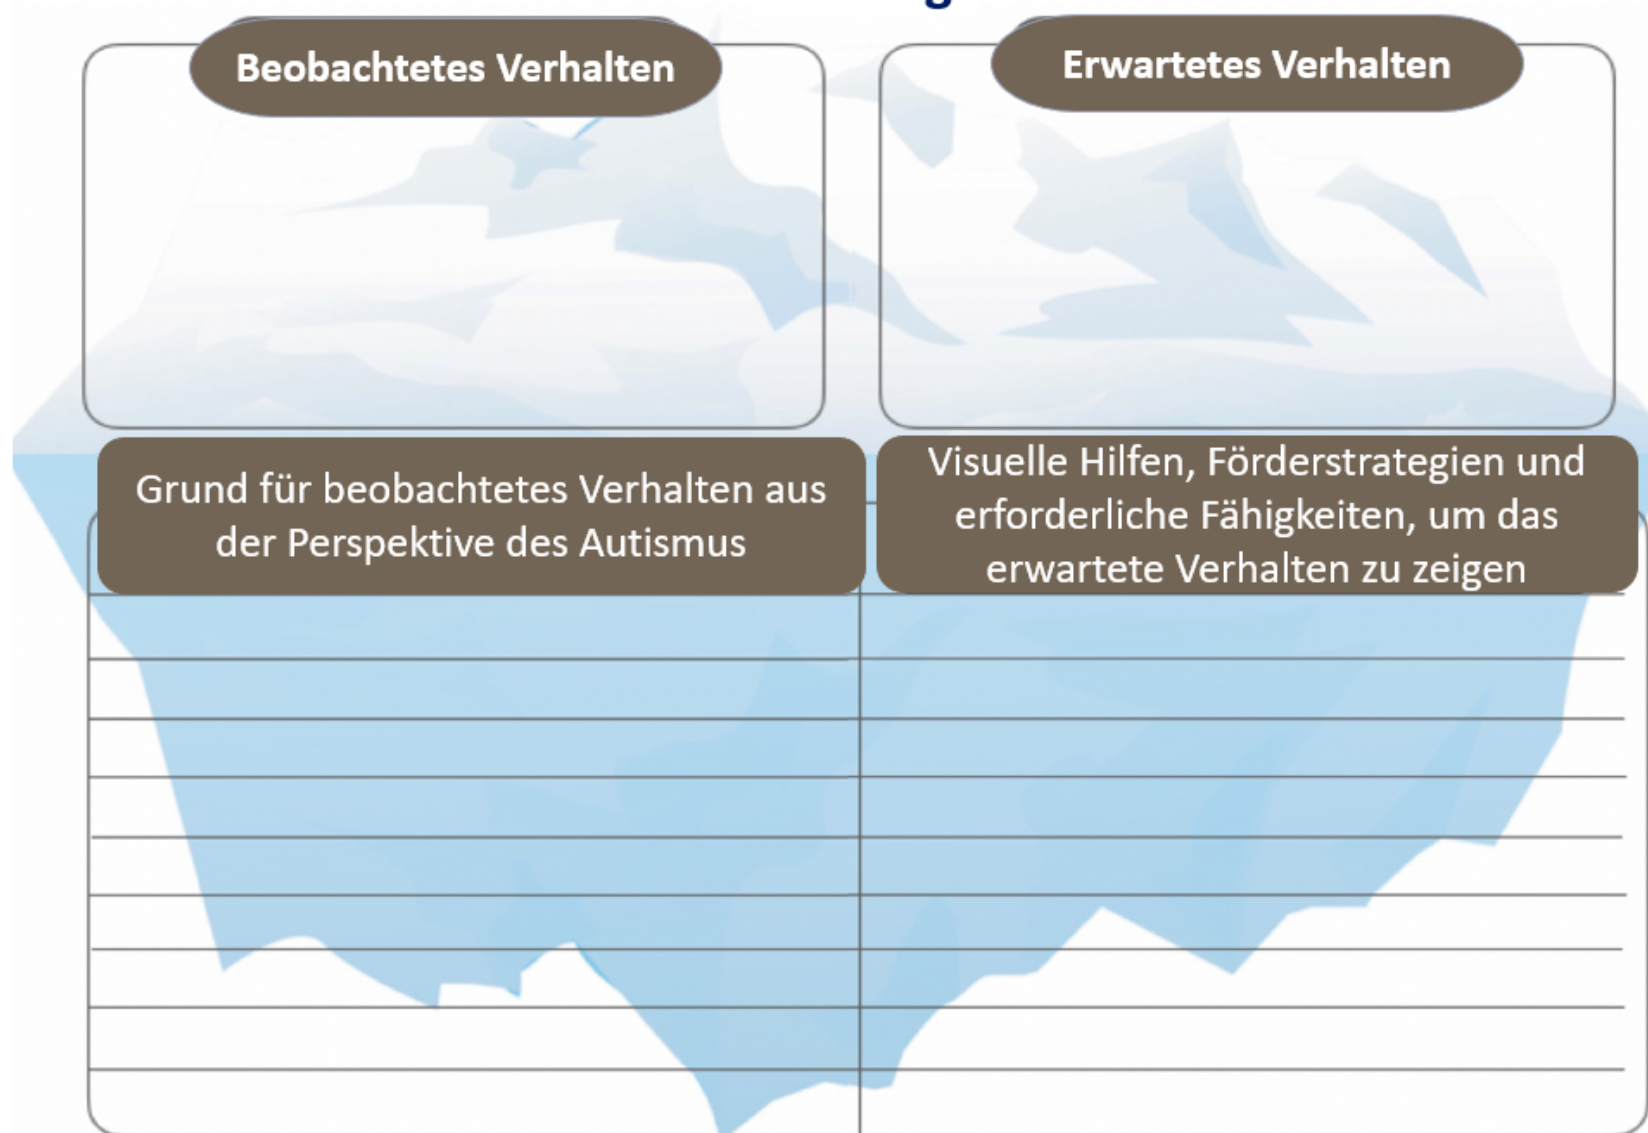 Beobachtetes Verhalten
Erwartetes Verhalten
Grund für beobachtetes Verhalten aus
der Perspektive des Autismus
Visuelle Hilfen, Förderstrategien und
erforderliche Fähigkeiten, um das
erwartete Verhalten zu zeigen